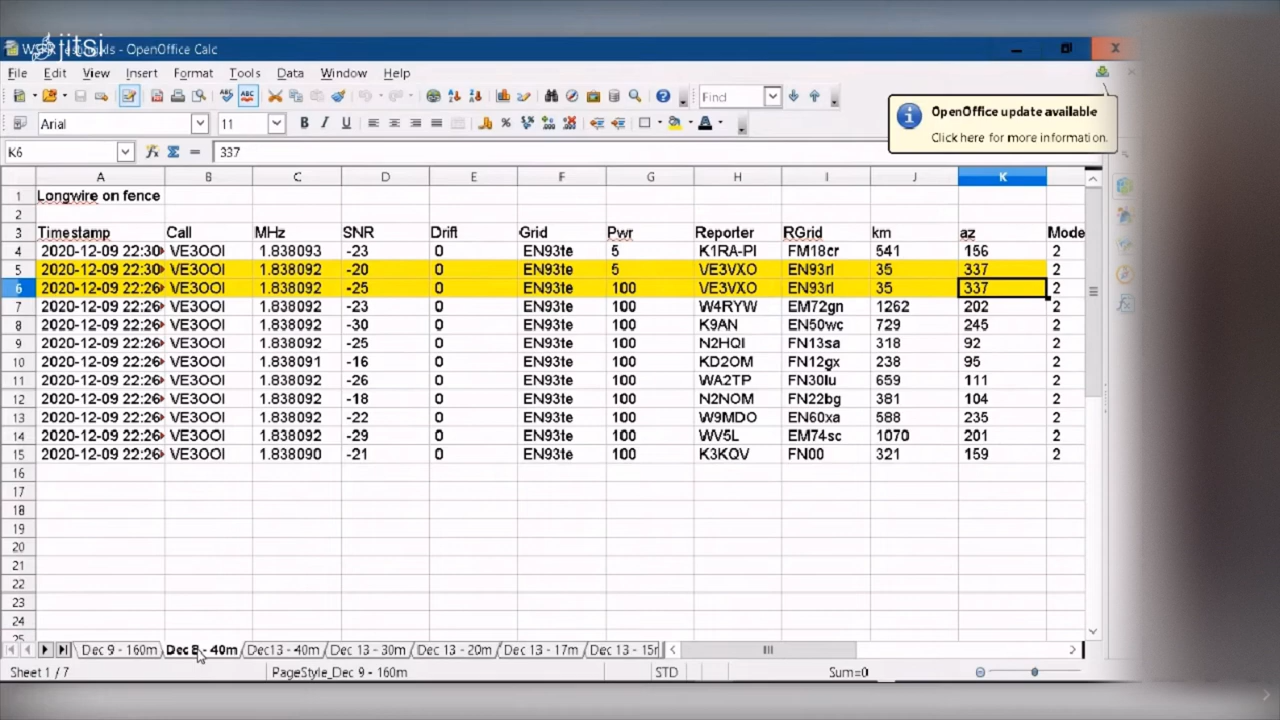 jitsi
- OpenOffice Calc
File Edit View Insert Format Tools Data Window Help
Find
Arial 11
OpenOffice update available
Click here for more information.
K6 337
A B C D E F G H I J K
1 Longwire on fence
2
3 Timestamp Call MHz SNR Drift Grid Pwr Reporter RGrid km az Mode
4 2020-12-09 22:30 VE3OOI 1.838093 -23 0 EN93te 5 K1RA-PI FM18cr 541 156 2
5 2020-12-09 22:30 VE3OOI 1.838092 -20 0 EN93te 5 VE3VXO EN93rl 35 337 2
6 2020-12-09 22:26 VE3OOI 1.838092 -25 0 EN93te 100 VE3VXO EN93rl 35 337 2
7 2020-12-09 22:26 VE3OOI 1.838092 -23 0 EN93te 100 W4RYW EM72gn 1262 202 2
8 2020-12-09 22:26 VE3OOI 1.838092 -30 0 EN93te 100 K9AN EN50wc 729 245 2
9 2020-12-09 22:26 VE3OOI 1.838092 -25 0 EN93te 100 N2HQI FN13sa 318 92 2
10 2020-12-09 22:26 VE3OOI 1.838091 -16 0 EN93te 100 KD2OM FN12gx 238 95 2
11 2020-12-09 22:26 VE3OOI 1.838092 -26 0 EN93te 100 WA2TP FN30lu 659 111 2
12 2020-12-09 22:26 VE3OOI 1.838092 -18 0 EN93te 100 N2NOM FN22bg 381 104 2
13 2020-12-09 22:26 VE3OOI 1.838092 -22 0 EN93te 100 W9MDO EN60xa 588 235 2
14 2020-12-09 22:26 VE3OOI 1.838092 -29 0 EN93te 100 WV5L EM74sc 1070 201 2
15 2020-12-09 22:26 VE3OOI 1.838090 -21 0 EN93te 100 K3KQV FN00 321 159 2
16
17
18
19
20
21
22
23
24
25
Dec 9 - 160m Dec 8 - 40m Dec13 - 40m Dec 13 - 30m Dec 13 - 20m Dec 13 - 17m Dec 13 - 15m
Sheet 1 / 7 PageStyle_Dec 9 - 160m STD Sum=0